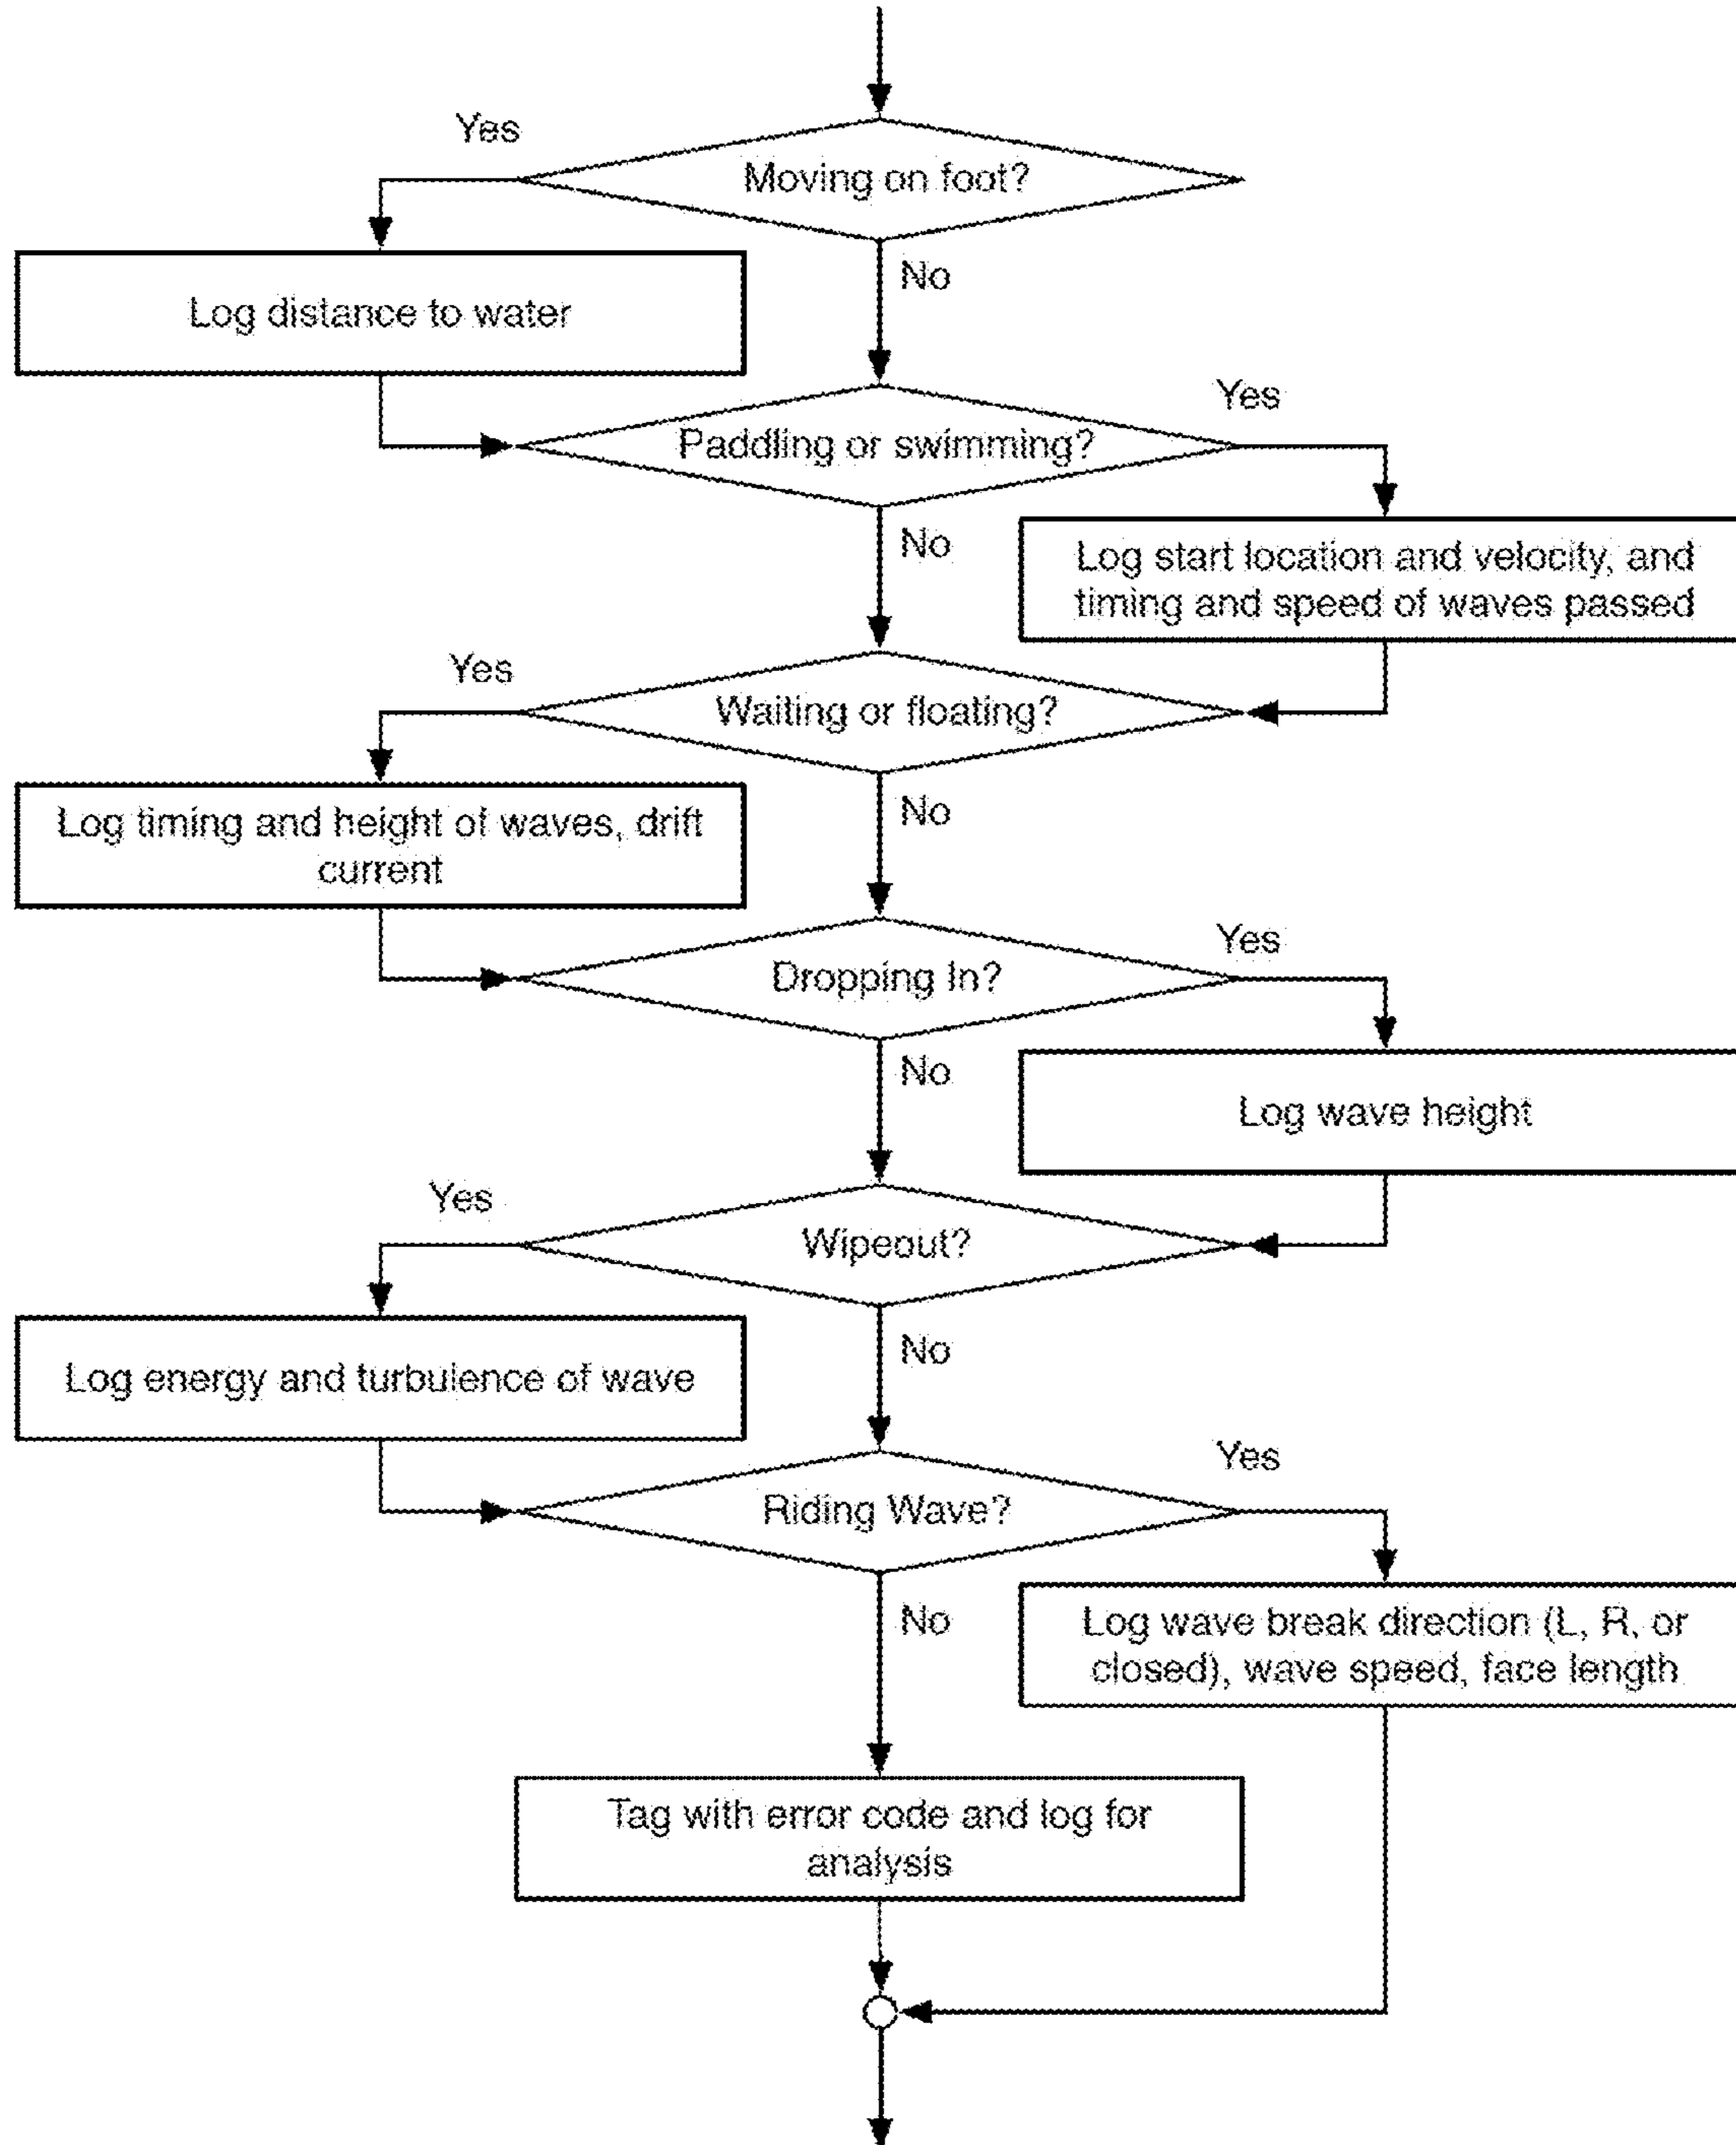 Yes
Moving on foot?
No
Log distance to water
Yes
Paddling or swimming?
No
Log start location and velocity, and
timing and speed of waves passed
Yes
Waiting or floating?
No
Log timing and height of waves, drift
current
Yes
Dropping In?
No
Log wave height
Yes
Wipeout?
No
Log energy and turbulence of wave
Yes
Riding Wave?
No
Log wave break direction (L, R, or
closed), wave speed, face length
Tag with error code and log for
analysis